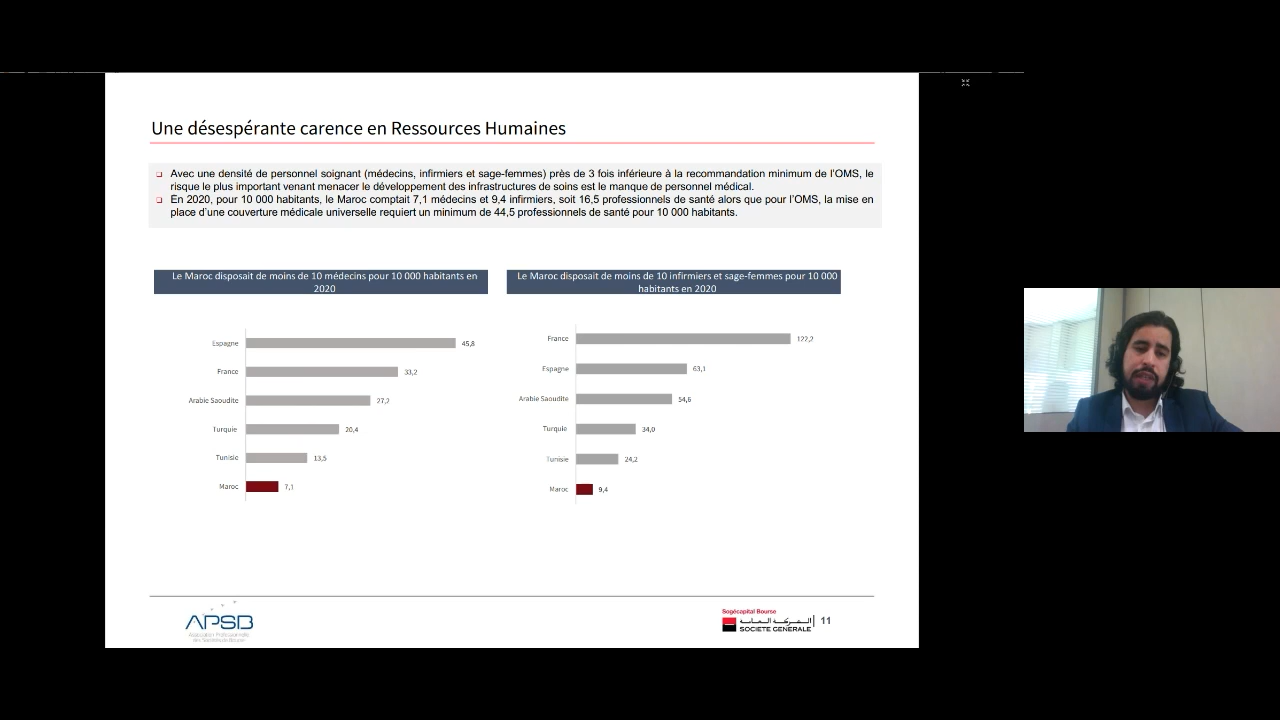 Une désespérante carence en Ressources Humaines
Avec une densité de personnel soignant (médecins, infirmiers et sage-femmes) près de 3 fois inférieure à la recommandation minimum de l'OMS, le
risque le plus important venant menacer le développement des infrastructures de soins est le manque de personnel médical.
En 2020, pour 10 000 habitants, le Maroc comptait 7,1 médecins et 9,4 infirmiers, soit 16,5 professionnels de santé alors que pour l'OMS, la mise en
place d'une couverture médicale universelle requiert un minimum de 44,5 professionnels de santé pour 10 000 habitants.
Le Maroc disposait de moins de 10 médecins pour 10 000 habitants en
2020
Espagne 45,8
France 33,2
Arabie Saoudite 27,2
Turquie 20,4
Tunisie 13,5
Maroc 7,1
Le Maroc disposait de moins de 10 infirmiers et sage-femmes pour 10 000
habitants en 2020
France 122,2
Espagne 63,1
Arabie Saoudite 54,6
Turquie 34,0
Tunisie 24,2
Maroc 9,4
APSB
Association Professionnelle
des Sociétés de Bourse
Sogécapital Bourse
الشركة العامة
SOCIETE GENERALE
11